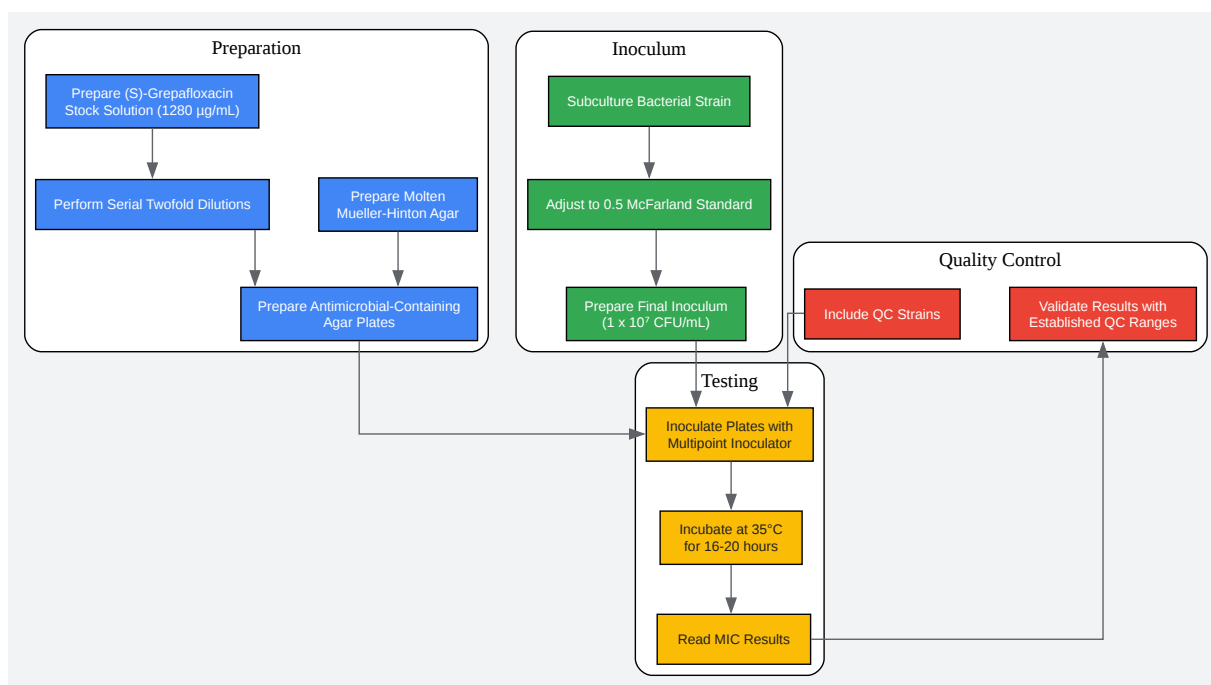 Preparation
Prepare (S)-Grepafloxacin
Stock Solution (1280 µg/mL)
Perform Serial Twofold Dilutions
Prepare Molten
Mueller-Hinton Agar
Prepare Antimicrobial-Containing
Agar Plates
Inoculum
Subculture Bacterial Strain
Adjust to 0.5 McFarland Standard
Prepare Final Inoculum
(1 x 10⁷ CFU/mL)
Quality Control
Include QC Strains
Validate Results with
Established QC Ranges
Testing
Inoculate Plates with
Multipoint Inoculator
Incubate at 35°C
for 16-20 hours
Read MIC Results